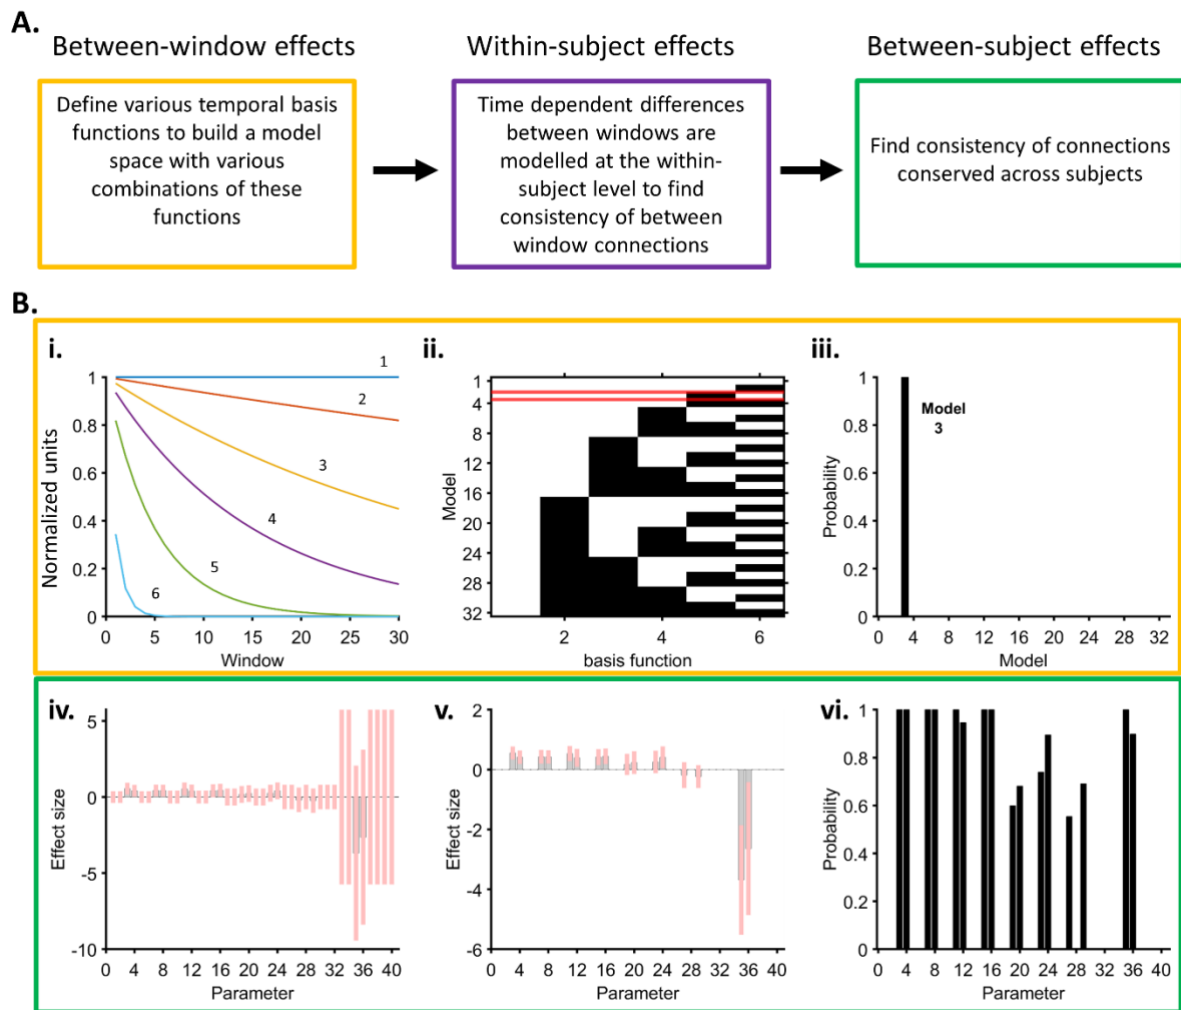 A.
Between-window effects
Within-subject effects
Between-subject effects
Define various temporal basis
functions to build a model
space with various
combinations of these
functions
Time dependent differences
between windows are
modelled at the within-
subject level to find
consistency of between
window connections
Find consistency of connections
conserved across subjects
B.
i.
1
2
3
4
5
6
Normalized units
1
0.8
0.6
0.4
0.2
0
0 5 10 15 20 25 30
Window
ii.
Model
1
4
8
12
16
20
24
28
32
2 4 6
basis function
iii.
Model
3
Probability
1
0.8
0.6
0.4
0.2
0
0 4 8 12 16 20 24 28 32
Model
iv.
Effect size
5
0
-5
-10
0 4 8 12 16 20 24 28 32 36 40
Parameter
v.
Effect size
2
0
-2
-4
-6
0 4 8 12 16 20 24 28 32 36 40
Parameter
vi.
Probability
1
0.8
0.6
0.4
0.2
0
0 4 8 12 16 20 24 28 32 36 40
Parameter